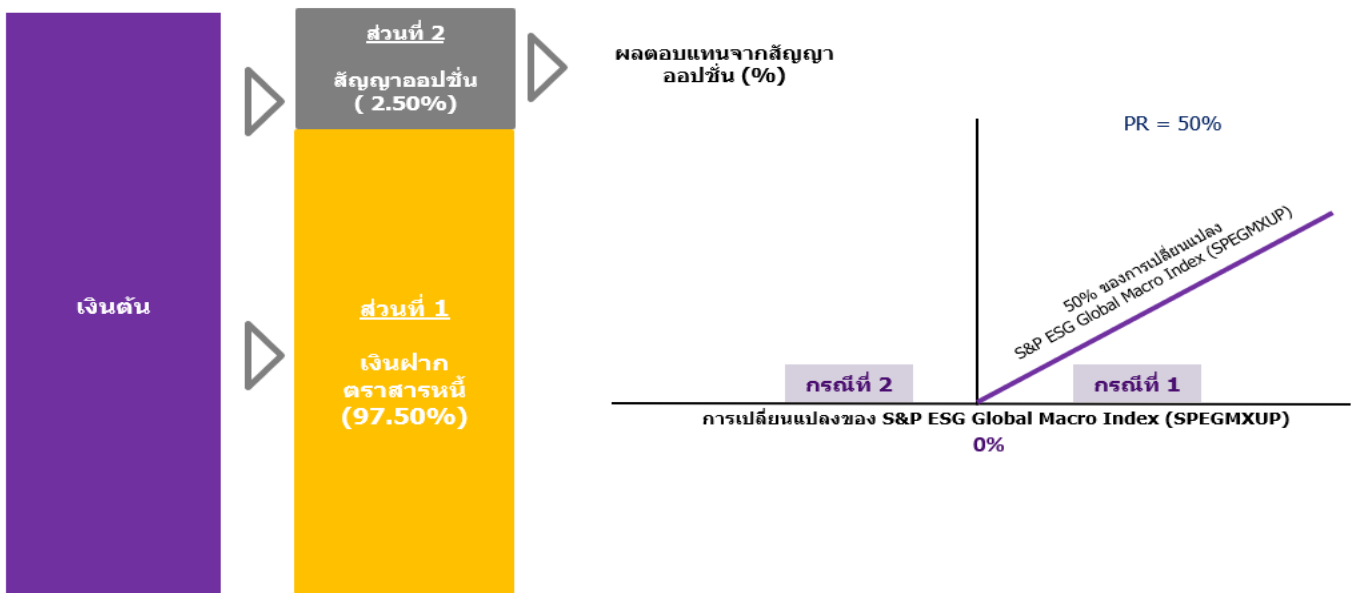 เงินต้น
ส่วนที่ 2
สัญญาออปชั่น
( 2.50%)
ส่วนที่ 1
เงินฝาก
ตราสารหนี้
(97.50%)
ผลตอบแทนจากสัญญา
ออปชั่น (%)
PR = 50%
50% ของการเปลี่ยนแปลง
S&P ESG Global Macro Index (SPEGMXUP)
กรณีที่ 2
กรณีที่ 1
การเปลี่ยนแปลงของ S&P ESG Global Macro Index (SPEGMXUP)
0%